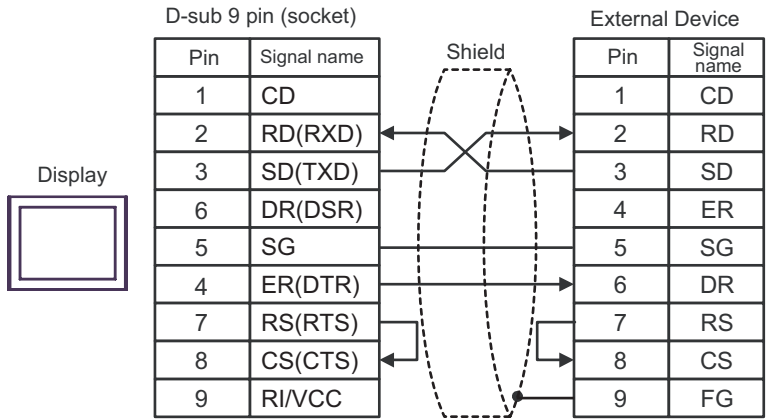 D-sub 9 pin (socket)
External Device
Pin Signal name
Shield
Pin Signal
name
1 CD 1 CD
2 RD(RXD) 2 RD
3 SD(TXD) 3 SD
Display
6 DR(DSR) 4 ER
5 SG 5 SG
4 ER(DTR) 6 DR
7 RS(RTS) 7 RS
8 CS(CTS) 8 CS
9 RI/VCC 9 FG